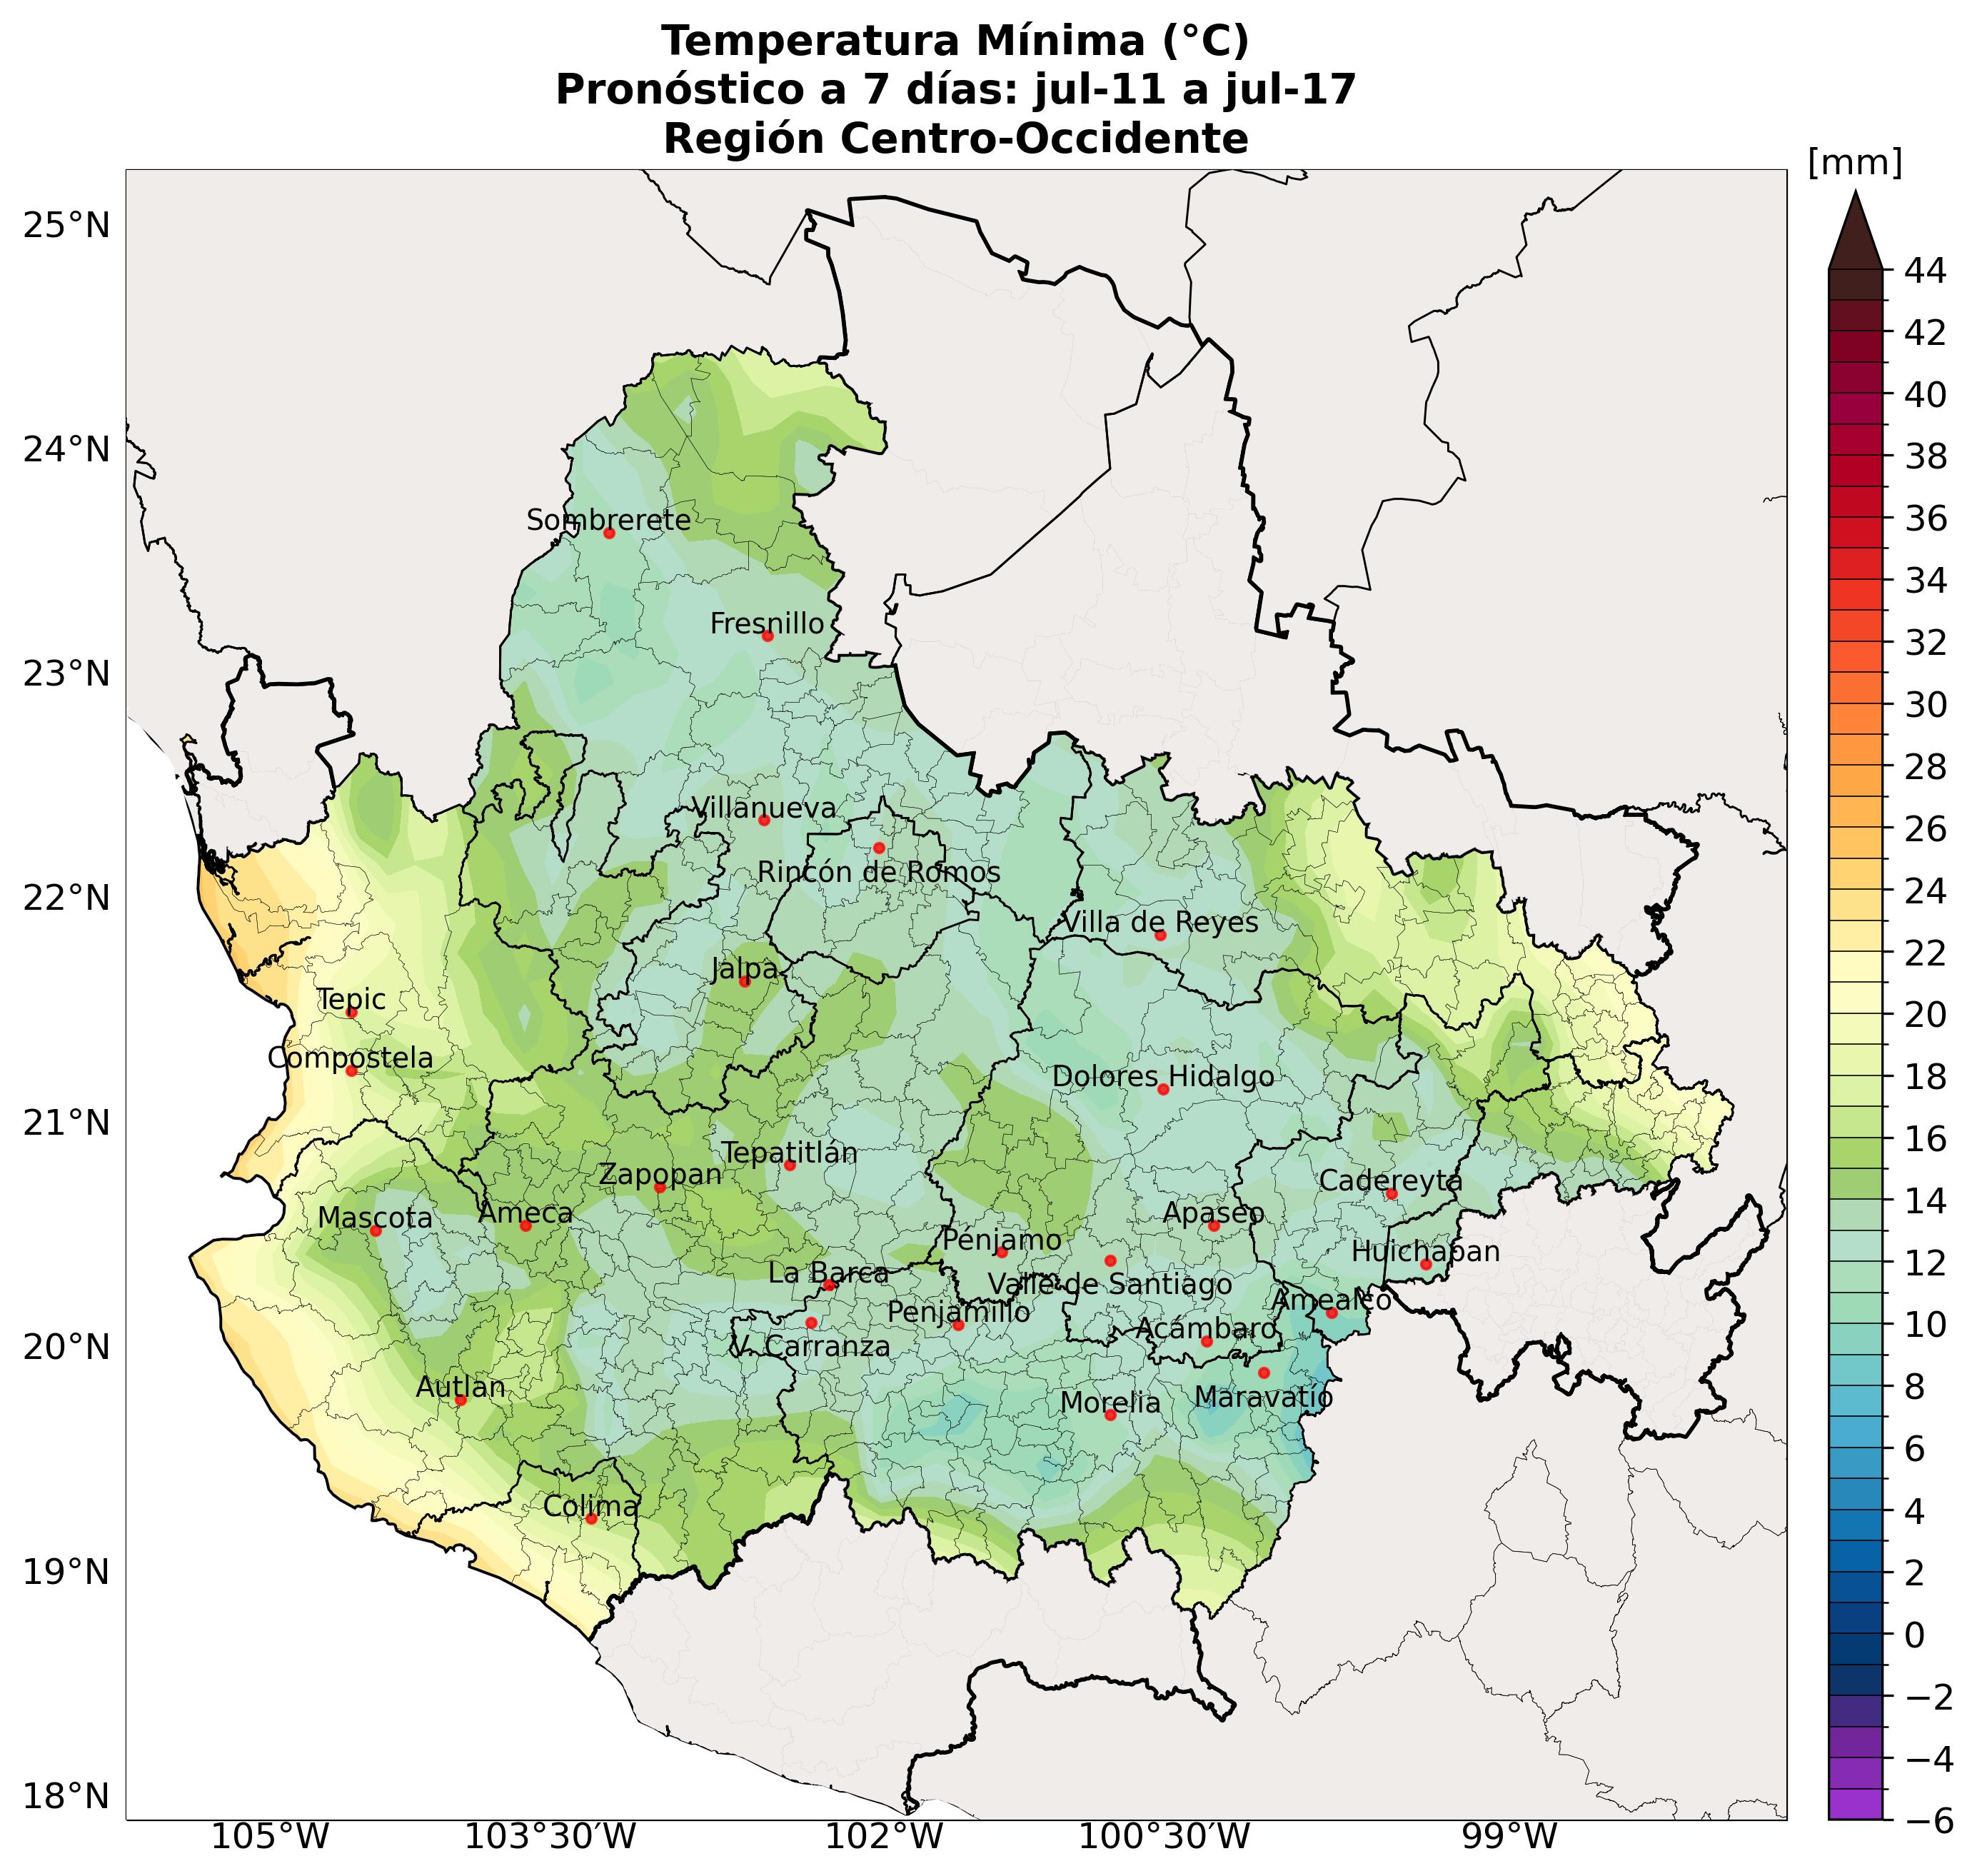 Temperatura Mínima (°C)
Pronóstico a 7 días: jul-11 a jul-17
Región Centro-Occidente
[mm]
25°N
24°N
23°N
22°N
21°N
20°N
19°N
18°N
Sombrerete
Fresnillo
Villanueva
Rincón de Romos
Villa de Reyes
Jalpa
Tepic
Compostela
Dolores Hidalgo
Tepatitlán
Zapopan
Cadereyta
Mascota
Ameca
Apaseo
Pénjamo
Huichapan
La Barca
Valle de Santiago
Amealco
Penjamillo
Acámbaro
V. Carranza
Autlan
Maravatío
Morelia
Colima
105°W
103°30′W
102°W
100°30′W
99°W
44
42
40
38
36
34
32
30
28
26
24
22
20
18
16
14
12
10
8
6
4
2
0
−2
−4
−6